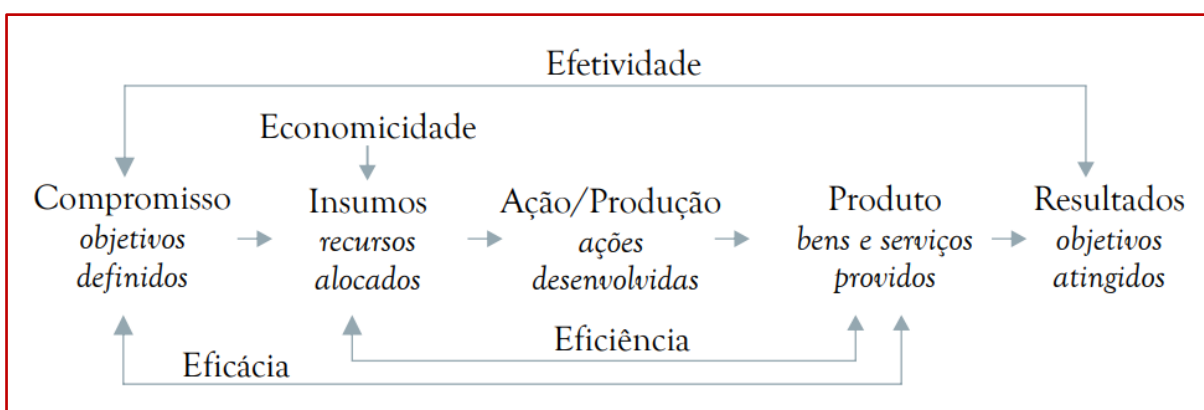 Efetividade
Economicidade
Compromisso
objetivos
definidos
Insumos
recursos
alocados
Ação/Produção
ações
desenvolvidas
Produto
bens e serviços
providos
Resultados
objetivos
atingidos
Eficiência
Eficácia